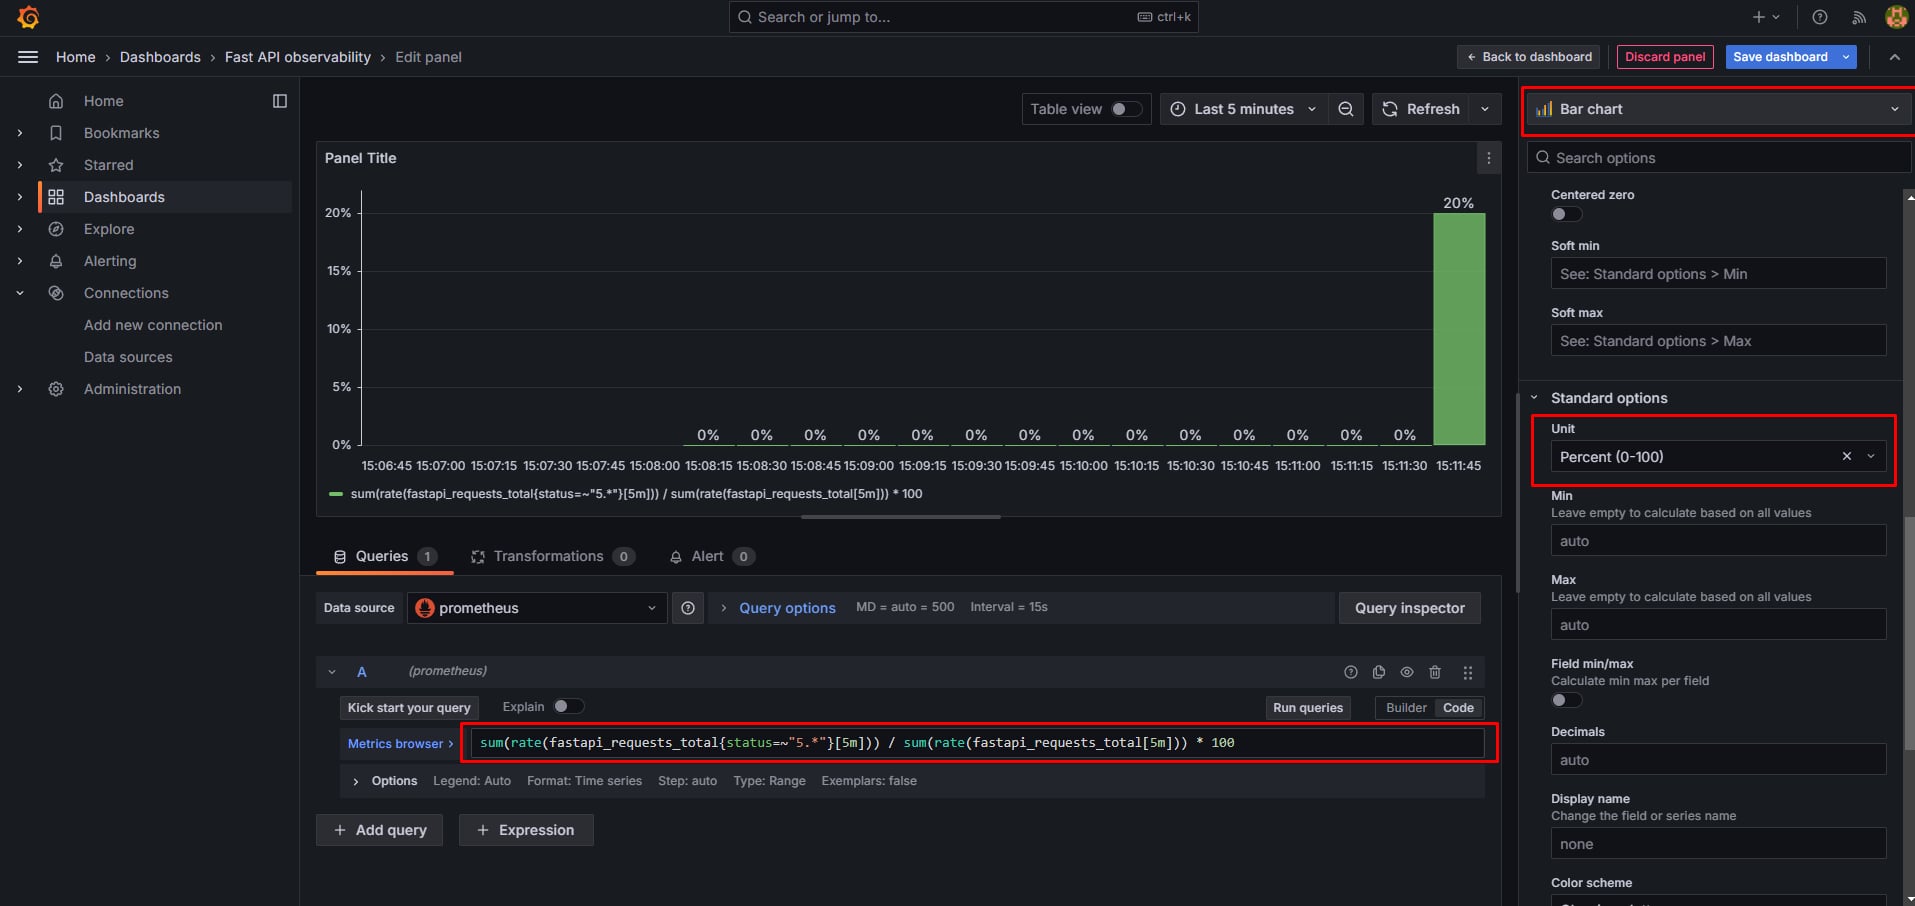 Search or jump to...
ctrl+k
Home › Dashboards › Fast API observability › Edit panel
Back to dashboard
Discard panel
Save dashboard
Home
Bookmarks
Starred
Dashboards
Explore
Alerting
Connections
Add new connection
Data sources
Administration
Table view
Last 5 minutes
Refresh
Panel Title
20%
15%
10%
5%
0%
0% 0% 0% 0% 0% 0% 0% 0% 0% 0% 0% 0% 0% 0% 20%
15:06:45 15:07:00 15:07:15 15:07:30 15:07:45 15:08:00 15:08:15 15:08:30 15:08:45 15:09:00 15:09:15 15:09:30 15:09:45 15:10:00 15:10:15 15:10:30 15:10:45 15:11:00 15:11:15 15:11:30 15:11:45
sum(rate(fastapi_requests_total{status=~"5.*"}[5m])) / sum(rate(fastapi_requests_total[5m])) * 100
Queries 1
Transformations 0
Alert 0
Data source
prometheus
Query options
MD = auto = 500
Interval = 15s
Query inspector
A
(prometheus)
Kick start your query
Explain
Run queries
Builder
Code
Metrics browser >
sum(rate(fastapi_requests_total{status=~"5.*"}[5m])) / sum(rate(fastapi_requests_total[5m])) * 100
Options
Legend: Auto
Format: Time series
Step: auto
Type: Range
Exemplars: false
+ Add query
+ Expression
Bar chart
Search options
Centered zero
Soft min
See: Standard options > Min
Soft max
See: Standard options > Max
Standard options
Unit
Percent (0-100)
Min
Leave empty to calculate based on all values
auto
Max
Leave empty to calculate based on all values
auto
Field min/max
Calculate min max per field
Decimals
auto
Display name
Change the field or series name
none
Color scheme